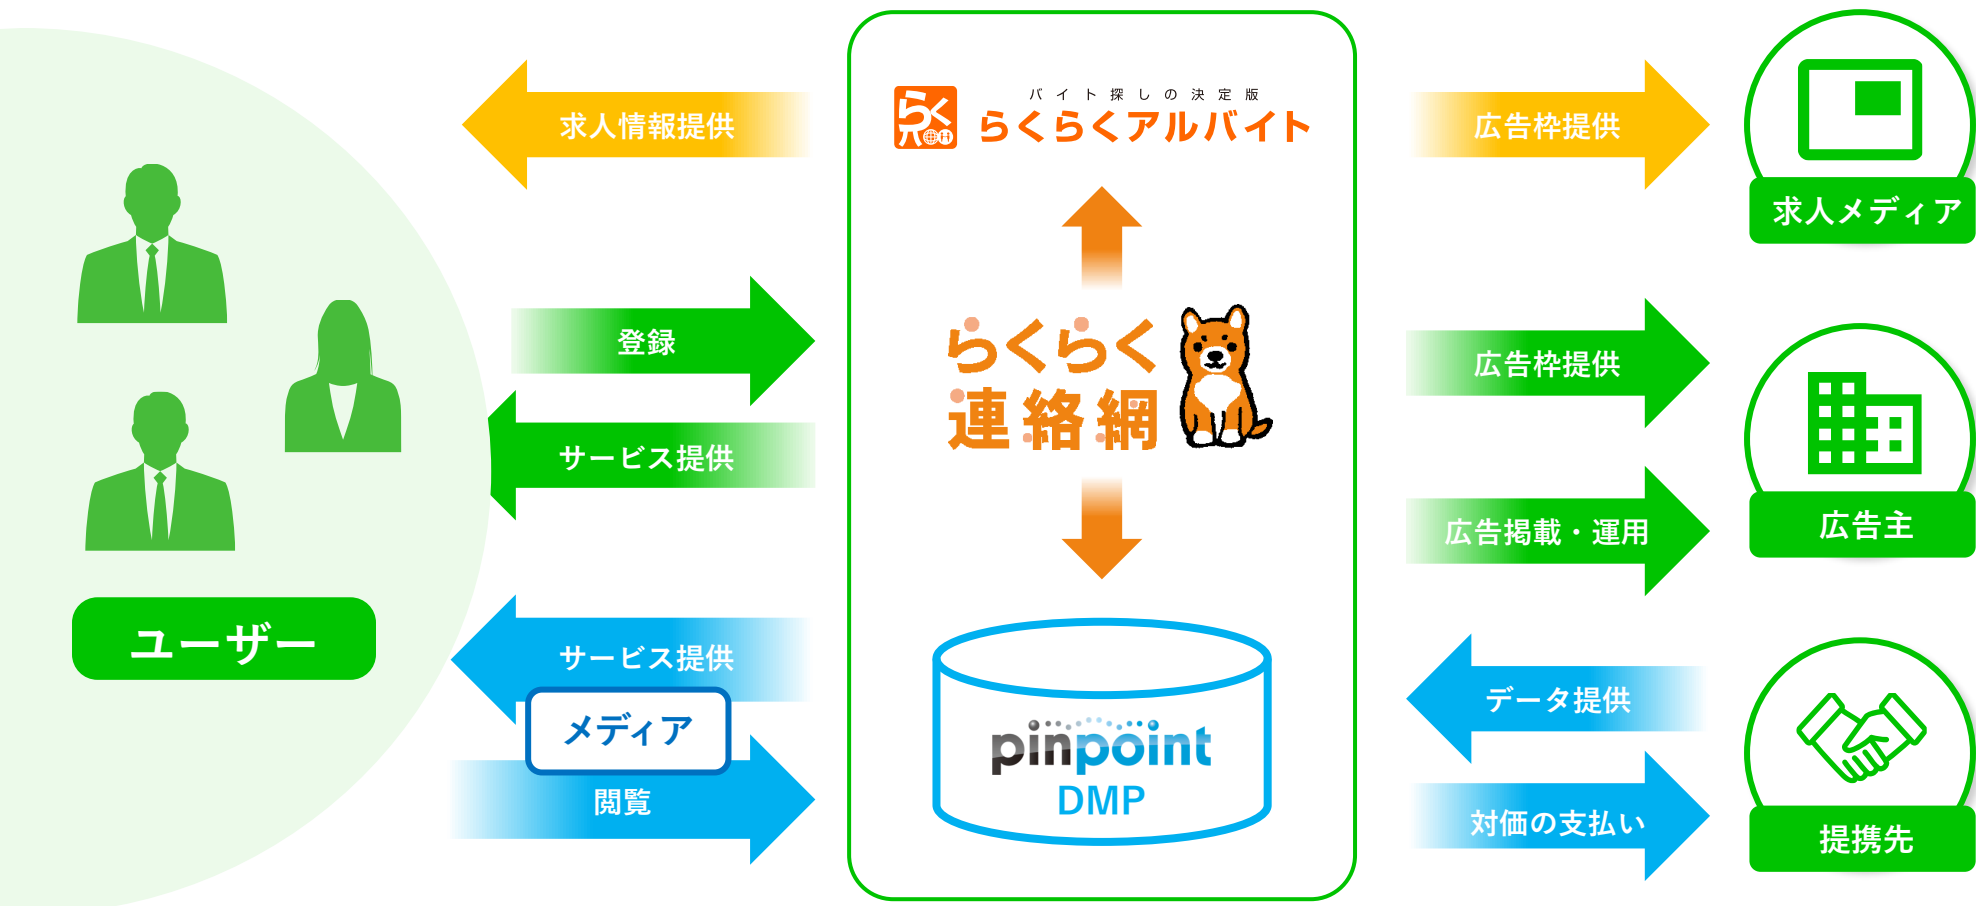 求人情報提供
登録
サービス提供
サービス提供
メディア
閲覧
ユーザー
らく
バイト探しの決定版
らくらくアルバイト
らくらく
連絡網
pinpoint
DMP
広告枠提供
求人メディア
広告枠提供
広告掲載・運用
広告主
データ提供
対価の支払い
提携先